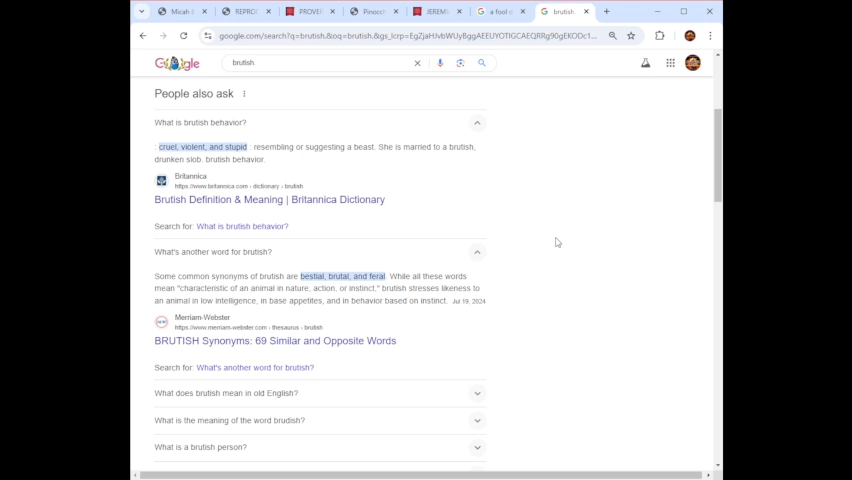 Micah 6
REPROO
PROVER
Pinocch
JEREMIA
a fool d
brutish.
google.com/search?q=brutish.&oq=brutish.&gs_lcrp=EgZjaHJvbWUyBggAEEUYOTIGCAEQRRg90gEKODc1...
Google
brutish.
People also ask
What is brutish behavior?
: cruel, violent, and stupid : resembling or suggesting a beast. She is married to a brutish,
drunken slob. brutish behavior.
Britannica
https://www.britannica.com › dictionary › brutish
Brutish Definition & Meaning | Britannica Dictionary
Search for: What is brutish behavior?
What's another word for brutish?
Some common synonyms of brutish are bestial, brutal, and feral. While all these words
mean "characteristic of an animal in nature, action, or instinct," brutish stresses likeness to
an animal in low intelligence, in base appetites, and in behavior based on instinct. Jul 19, 2024
Merriam-Webster
https://www.merriam-webster.com › thesaurus › brutish
BRUTISH Synonyms: 69 Similar and Opposite Words
Search for: What's another word for brutish?
What does brutish mean in old English?
What is the meaning of the word brudish?
What is a brutish person?